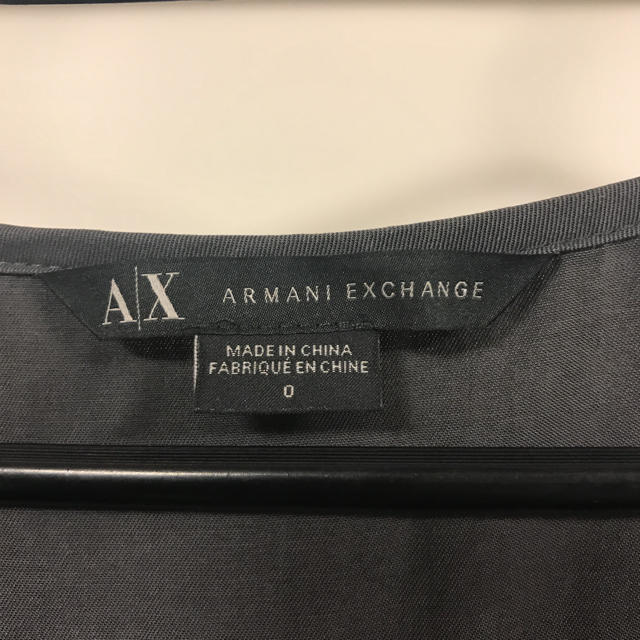 A|X ARMANI EXCHANGE
MADE IN CHINA
FABRIQUÉ EN CHINE
0